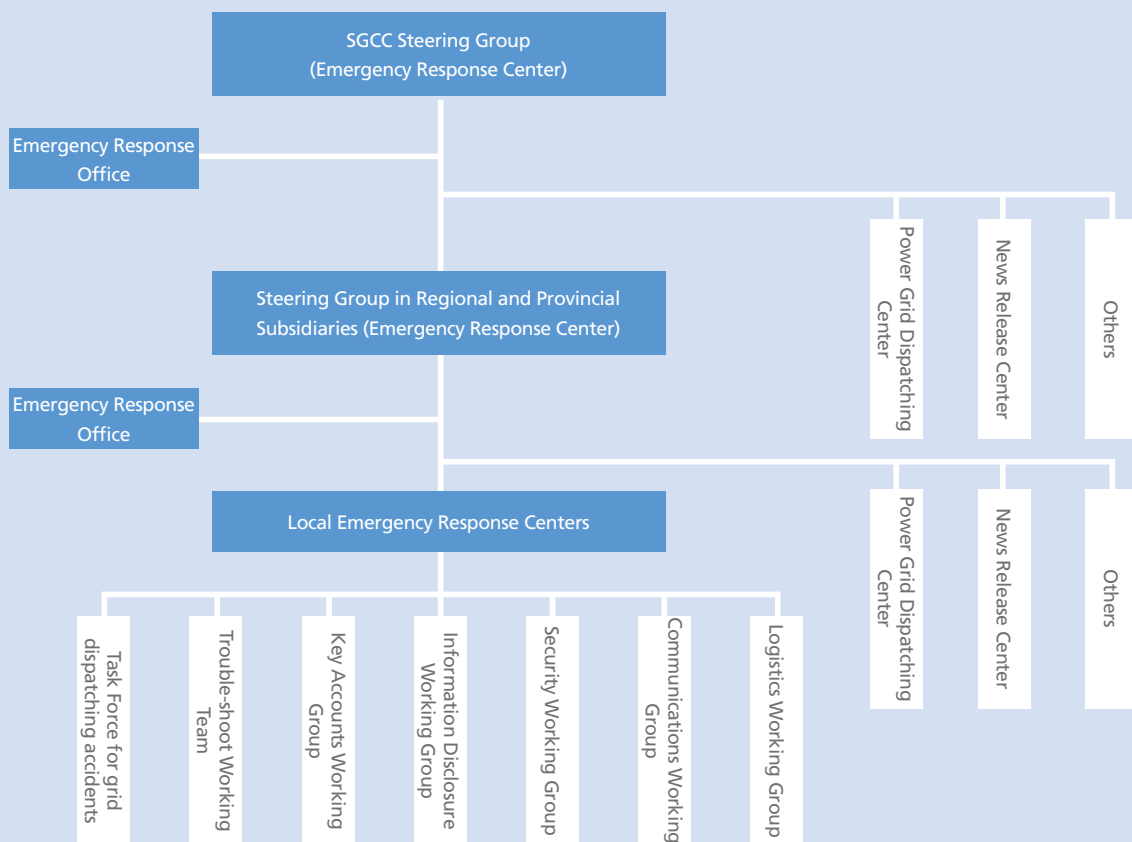 SGCC Steering Group
(Emergency Response Center)
Emergency Response
Office
Power Grid Dispatching
Center
News Release Center
Others
Steering Group in Regional and Provincial
Subsidiaries (Emergency Response Center)
Emergency Response
Office
Power Grid Dispatching
Center
News Release Center
Others
Local Emergency Response Centers
Task Force for grid
dispatching accidents
Trouble-shoot Working
Team
Key Accounts Working
Group
Information Disclosure
Working Group
Security Working Group
Communications Working
Group
Logistics Working Group